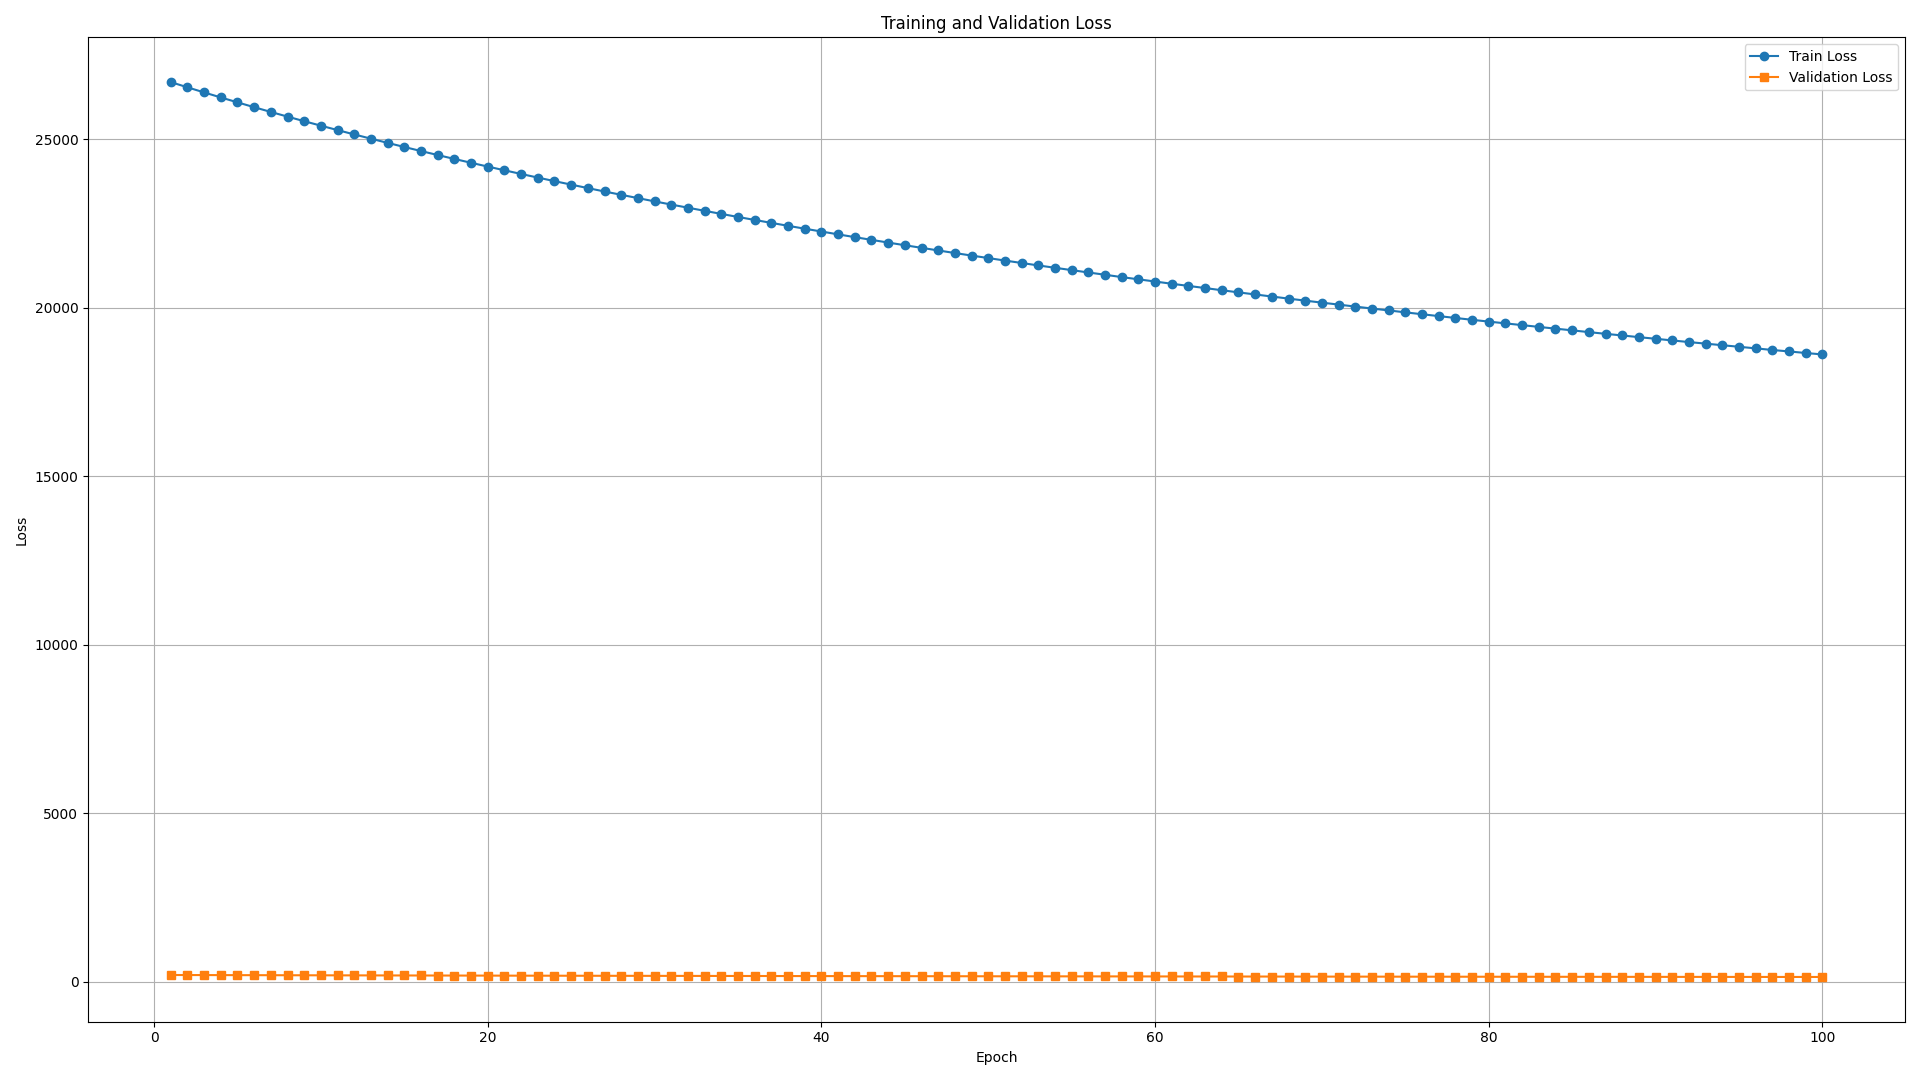 Training and Validation Loss
Train Loss
Validation Loss
25000
20000
15000
10000
5000
0
Loss
0 20 40 60 80 100
Epoch